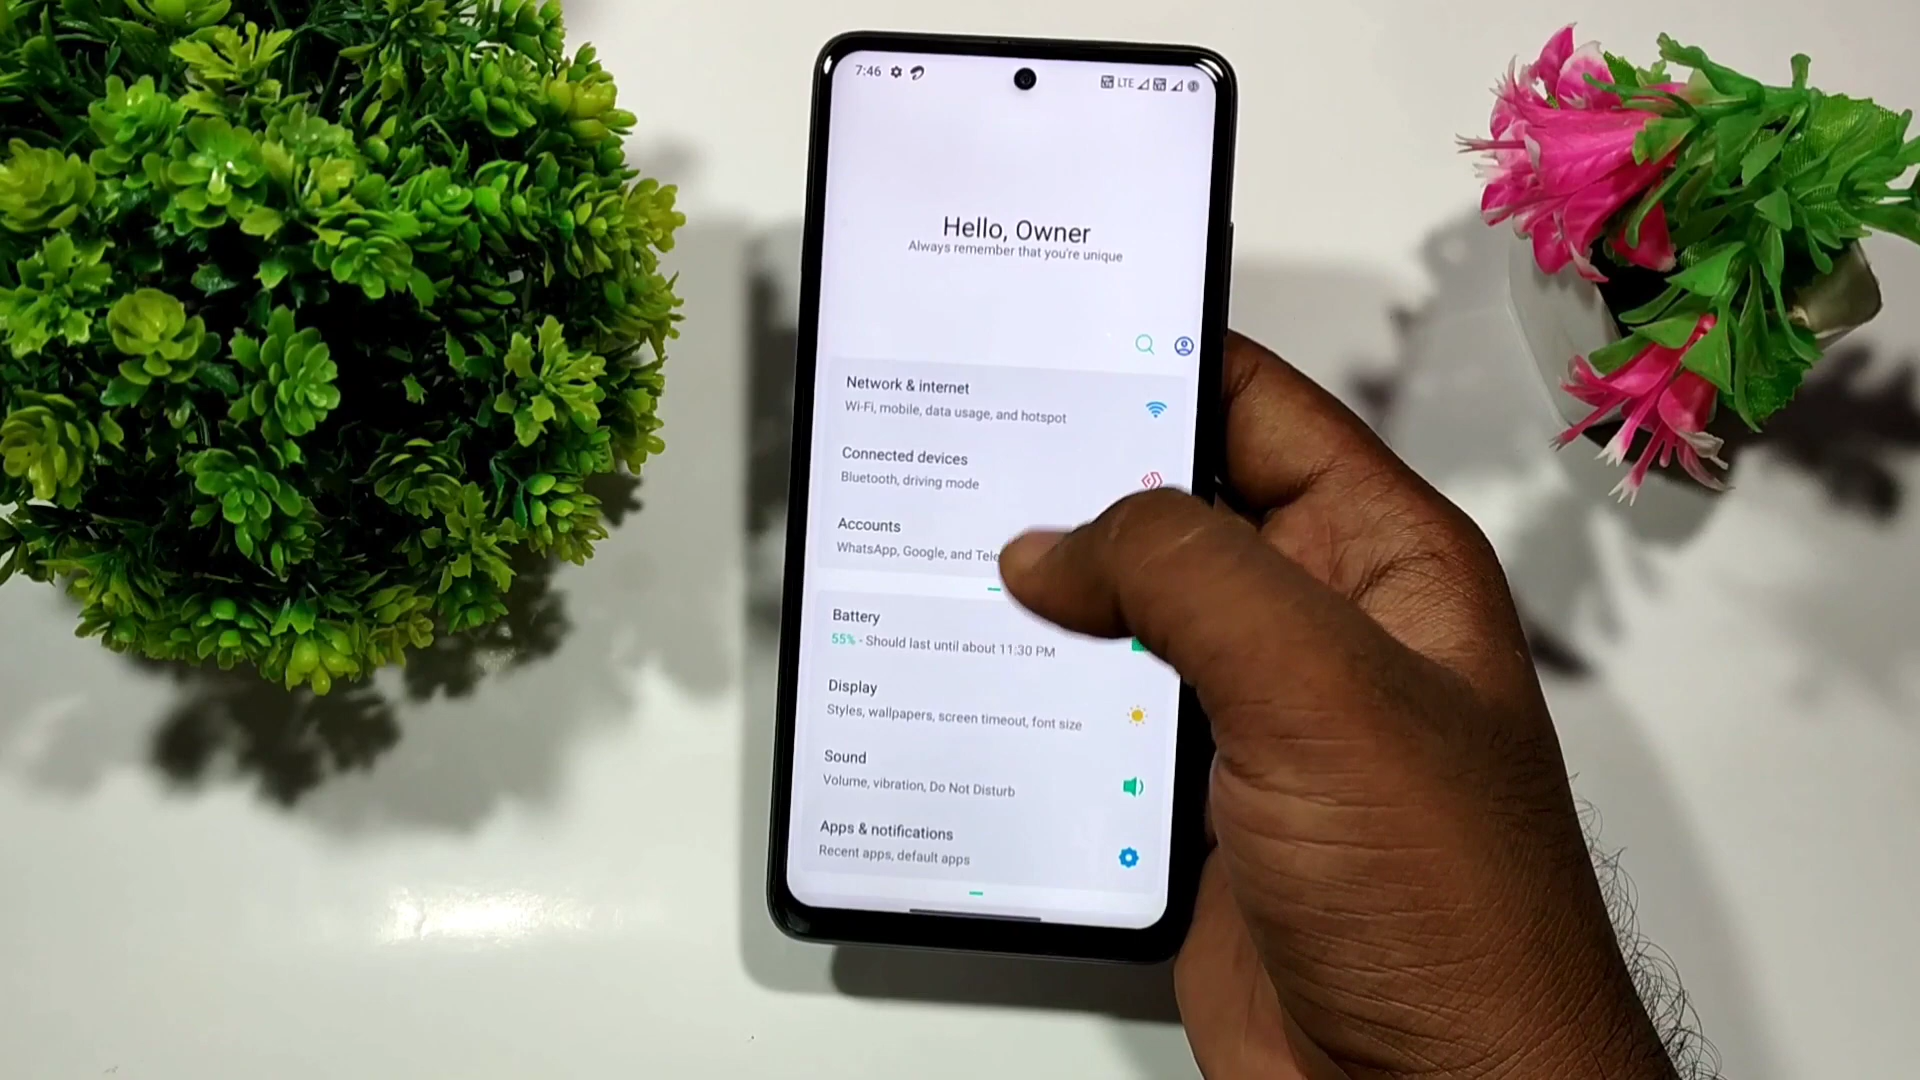 7:46
LTE
Hello, Owner
Always remember that you're unique
Network & internet
Wi-Fi, mobile, data usage, and hotspot
Connected devices
Bluetooth, driving mode
Accounts
WhatsApp, Google, and Tele
Battery
55% - Should last until about 11:30 PM
Display
Styles, wallpapers, screen timeout, font size
Sound
Volume, vibration, Do Not Disturb
Apps & notifications
Recent apps, default apps